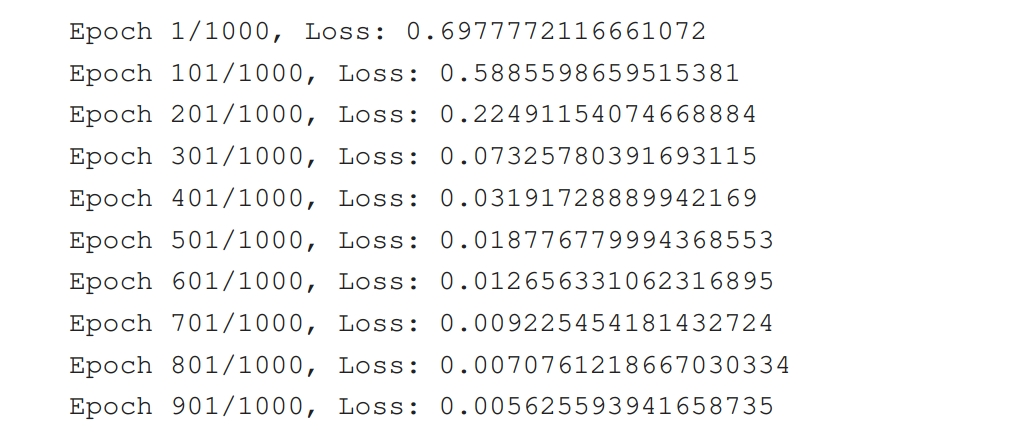 Epoch 1/1000, Loss: 0.6977772116661072
Epoch 101/1000, Loss: 0.5885598659515381
Epoch 201/1000, Loss: 0.22491154074668884
Epoch 301/1000, Loss: 0.07325780391693115
Epoch 401/1000, Loss: 0.03191728889942169
Epoch 501/1000, Loss: 0.018776779994368553
Epoch 601/1000, Loss: 0.012656331062316895
Epoch 701/1000, Loss: 0.009225454181432724
Epoch 801/1000, Loss: 0.0070761218667030334
Epoch 901/1000, Loss: 0.005625593941658735